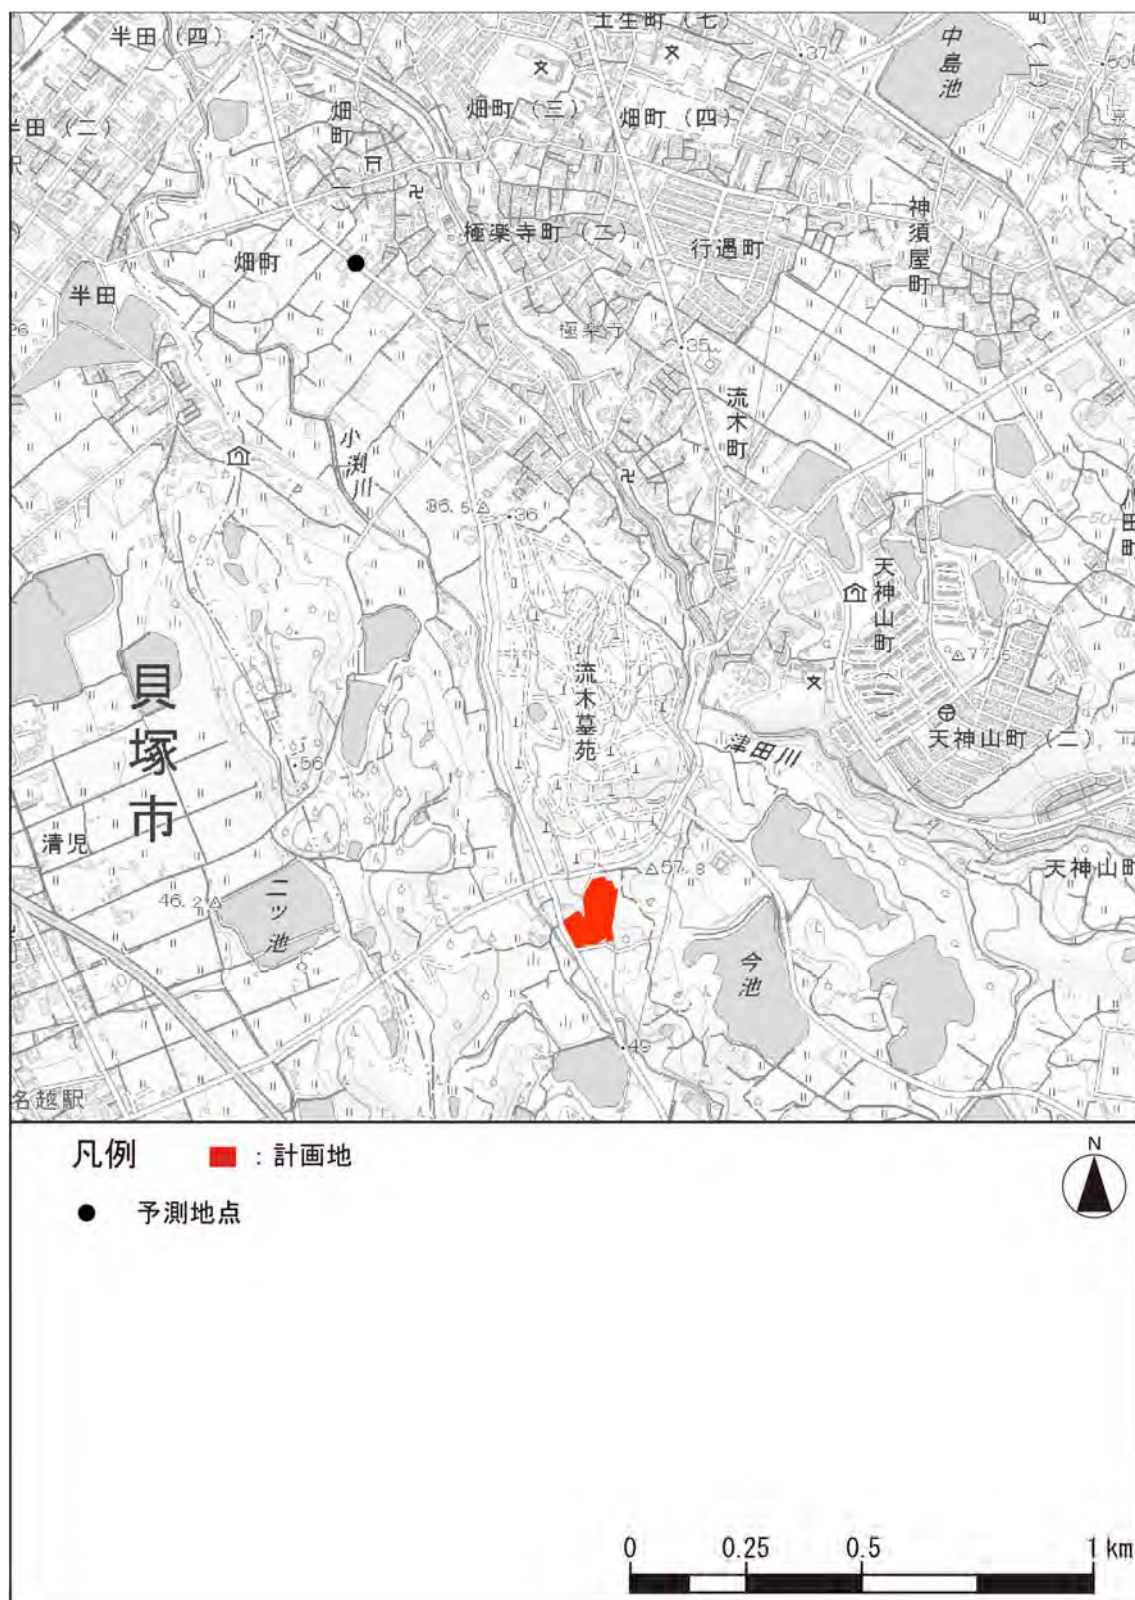 半田（四）
・17
土生町（七）
・37
中島池
畑町（三）
畑町（四）
畑町
半田（二）
極楽寺町（二）
行遇町
神須屋町
畑町
半田
極楽寺
・35
流木町
小渕川
36.5
・36
天神山町（一）
77.5
天神山町（二）
貝塚市
流木墓苑
津田川
・56
清児
57.8
天神山町
46.2
二ツ池
今池
・49
名越駅
凡例
：計画地
予測地点
N
0 0.25 0.5 1 km